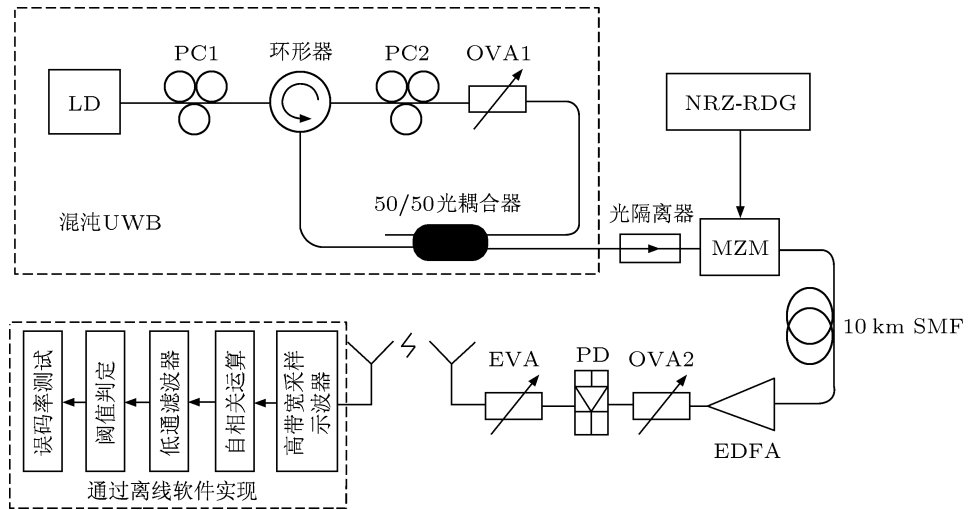 PC1
环形器
PC2
OVA1
LD
NRZ-RDG
50/50光耦合器
混沌UWB
光隔离器
MZM
10 km SMF
EVA
PD
OVA2
EDFA
误码率测试
阈值判定
低通滤波器
自相关运算
高带宽采样
示波器
通过离线软件实现